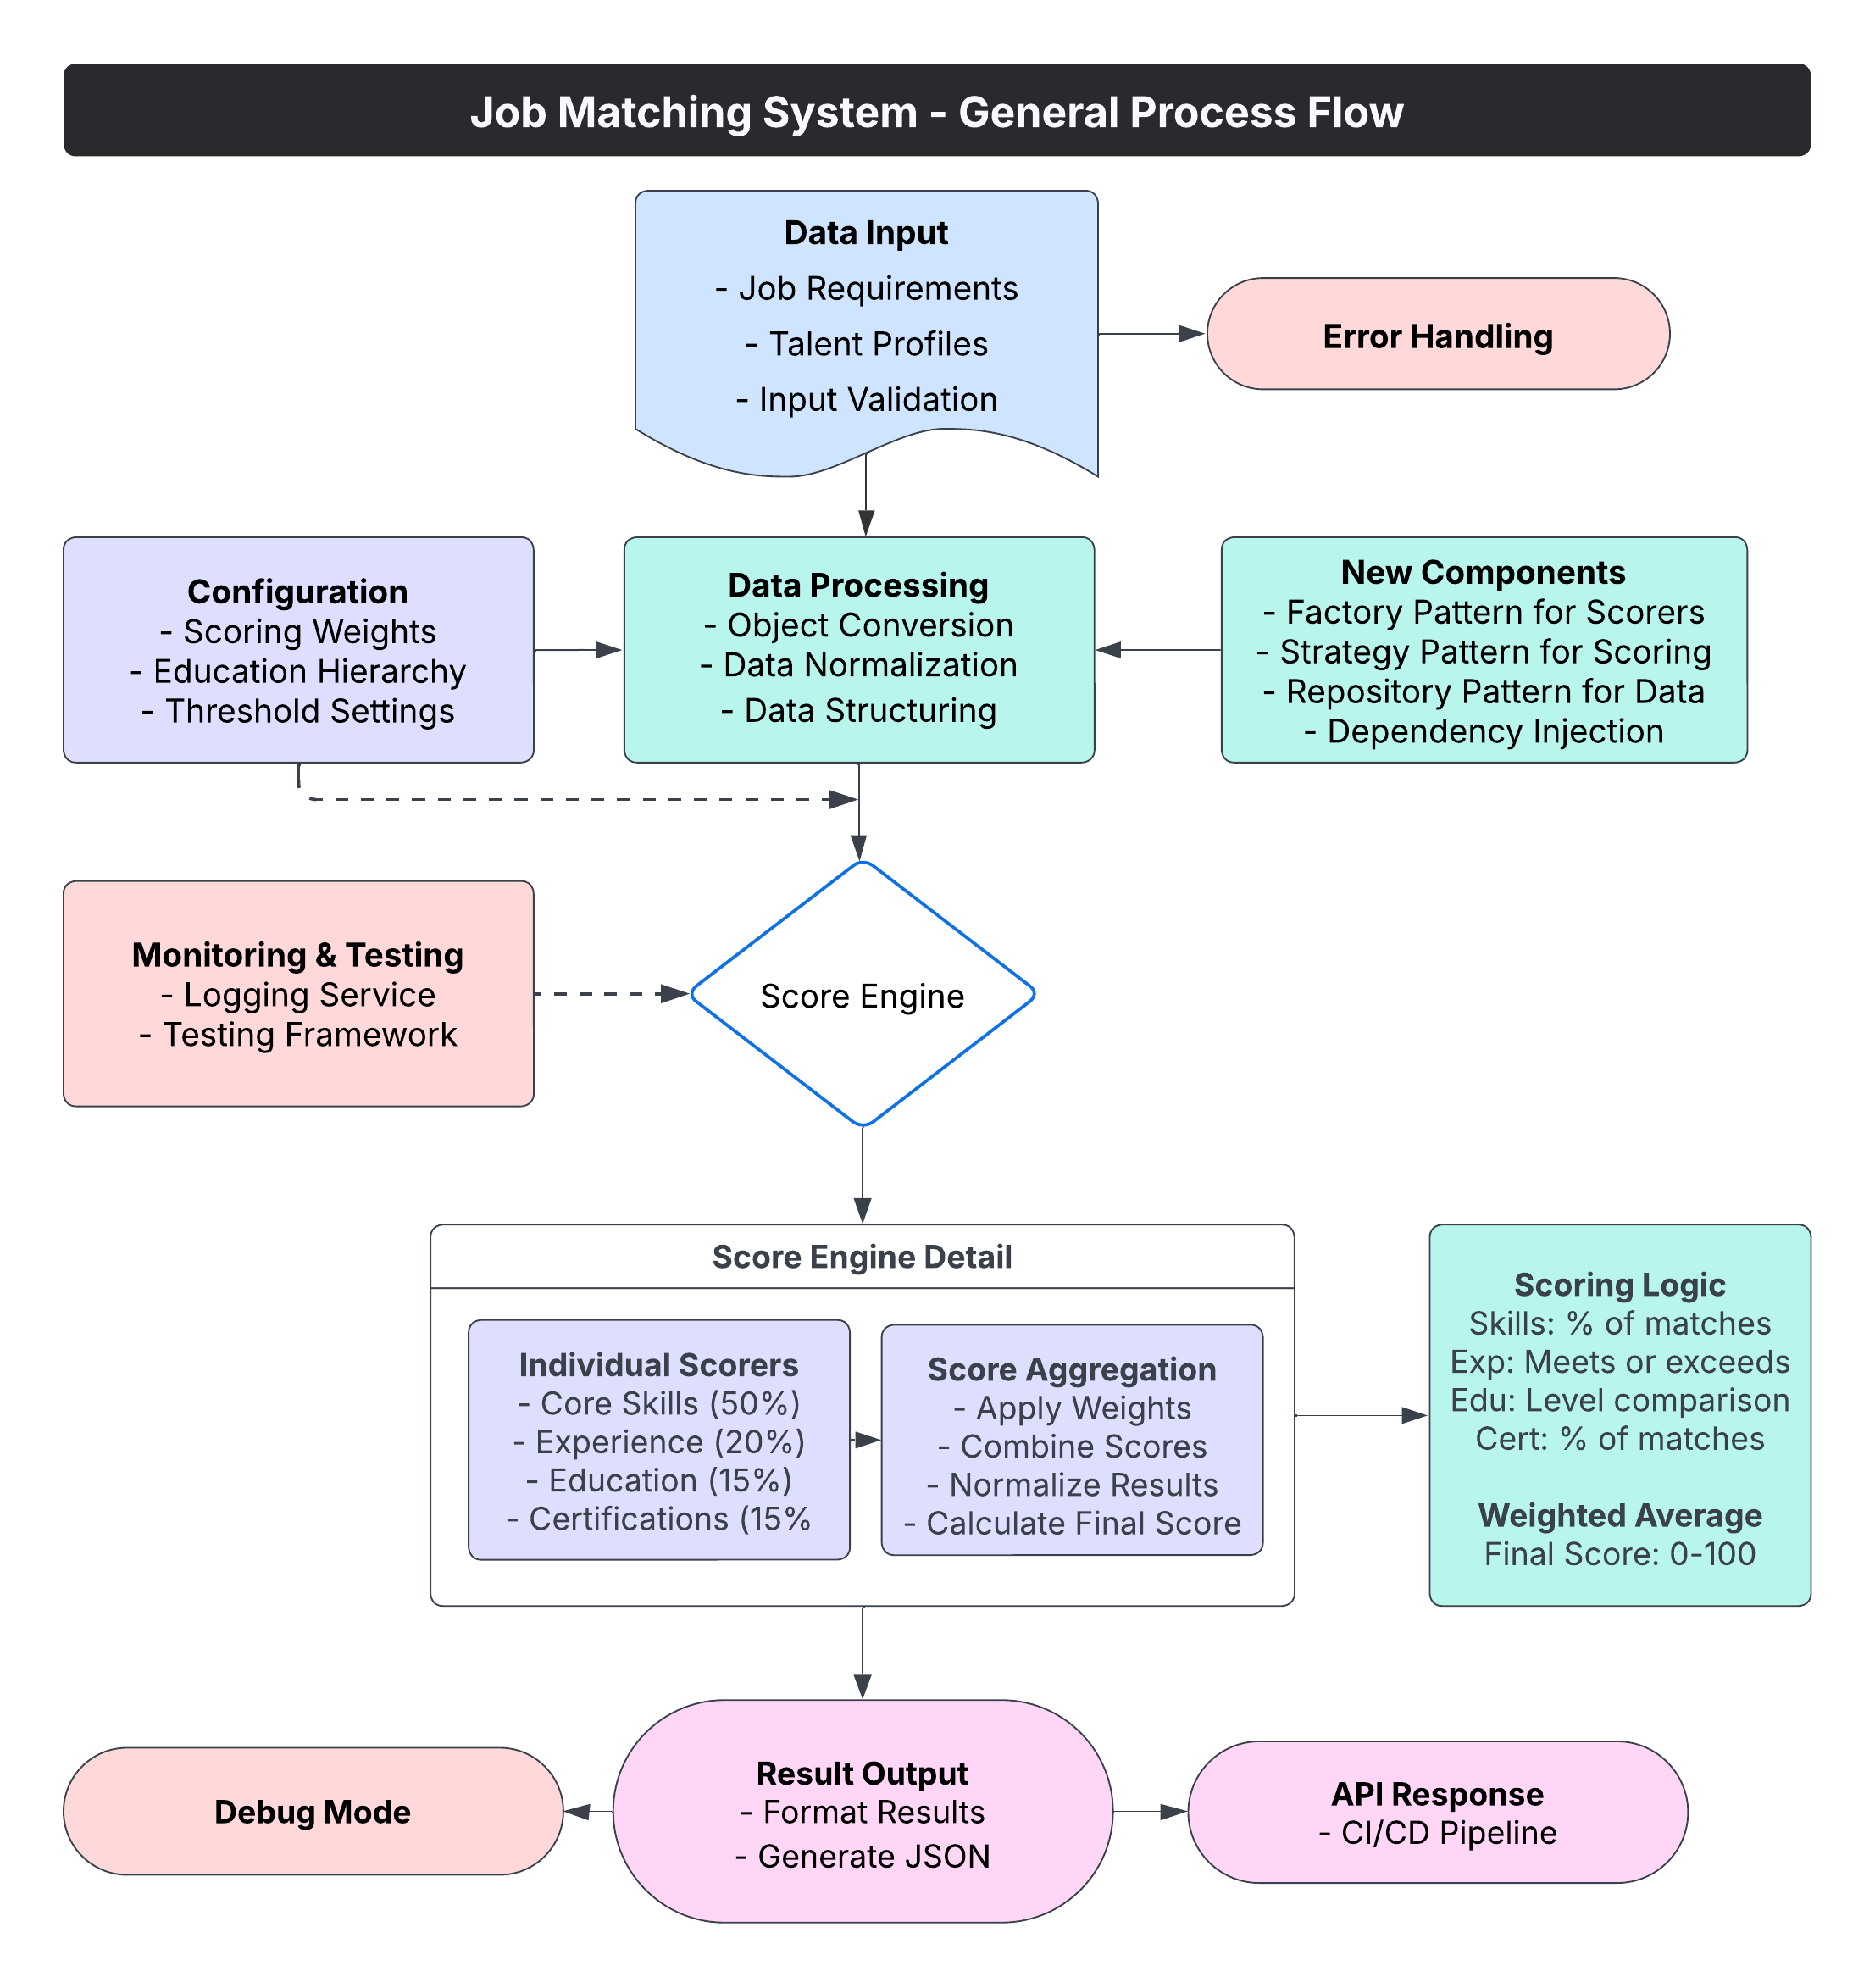 Job Matching System - General Process Flow
Data Input
- Job Requirements
- Talent Profiles
- Input Validation
Error Handling
Configuration
- Scoring Weights
- Education Hierarchy
- Threshold Settings
Data Processing
- Object Conversion
- Data Normalization
- Data Structuring
New Components
- Factory Pattern for Scorers
- Strategy Pattern for Scoring
- Repository Pattern for Data
- Dependency Injection
Monitoring & Testing
- Logging Service
- Testing Framework
Score Engine
Score Engine Detail
Individual Scorers
- Core Skills (50%)
- Experience (20%)
- Education (15%)
- Certifications (15%
Score Aggregation
- Apply Weights
- Combine Scores
- Normalize Results
- Calculate Final Score
Scoring Logic
Skills: % of matches
Exp: Meets or exceeds
Edu: Level comparison
Cert: % of matches
Weighted Average
Final Score: 0-100
Debug Mode
Result Output
- Format Results
- Generate JSON
API Response
- CI/CD Pipeline